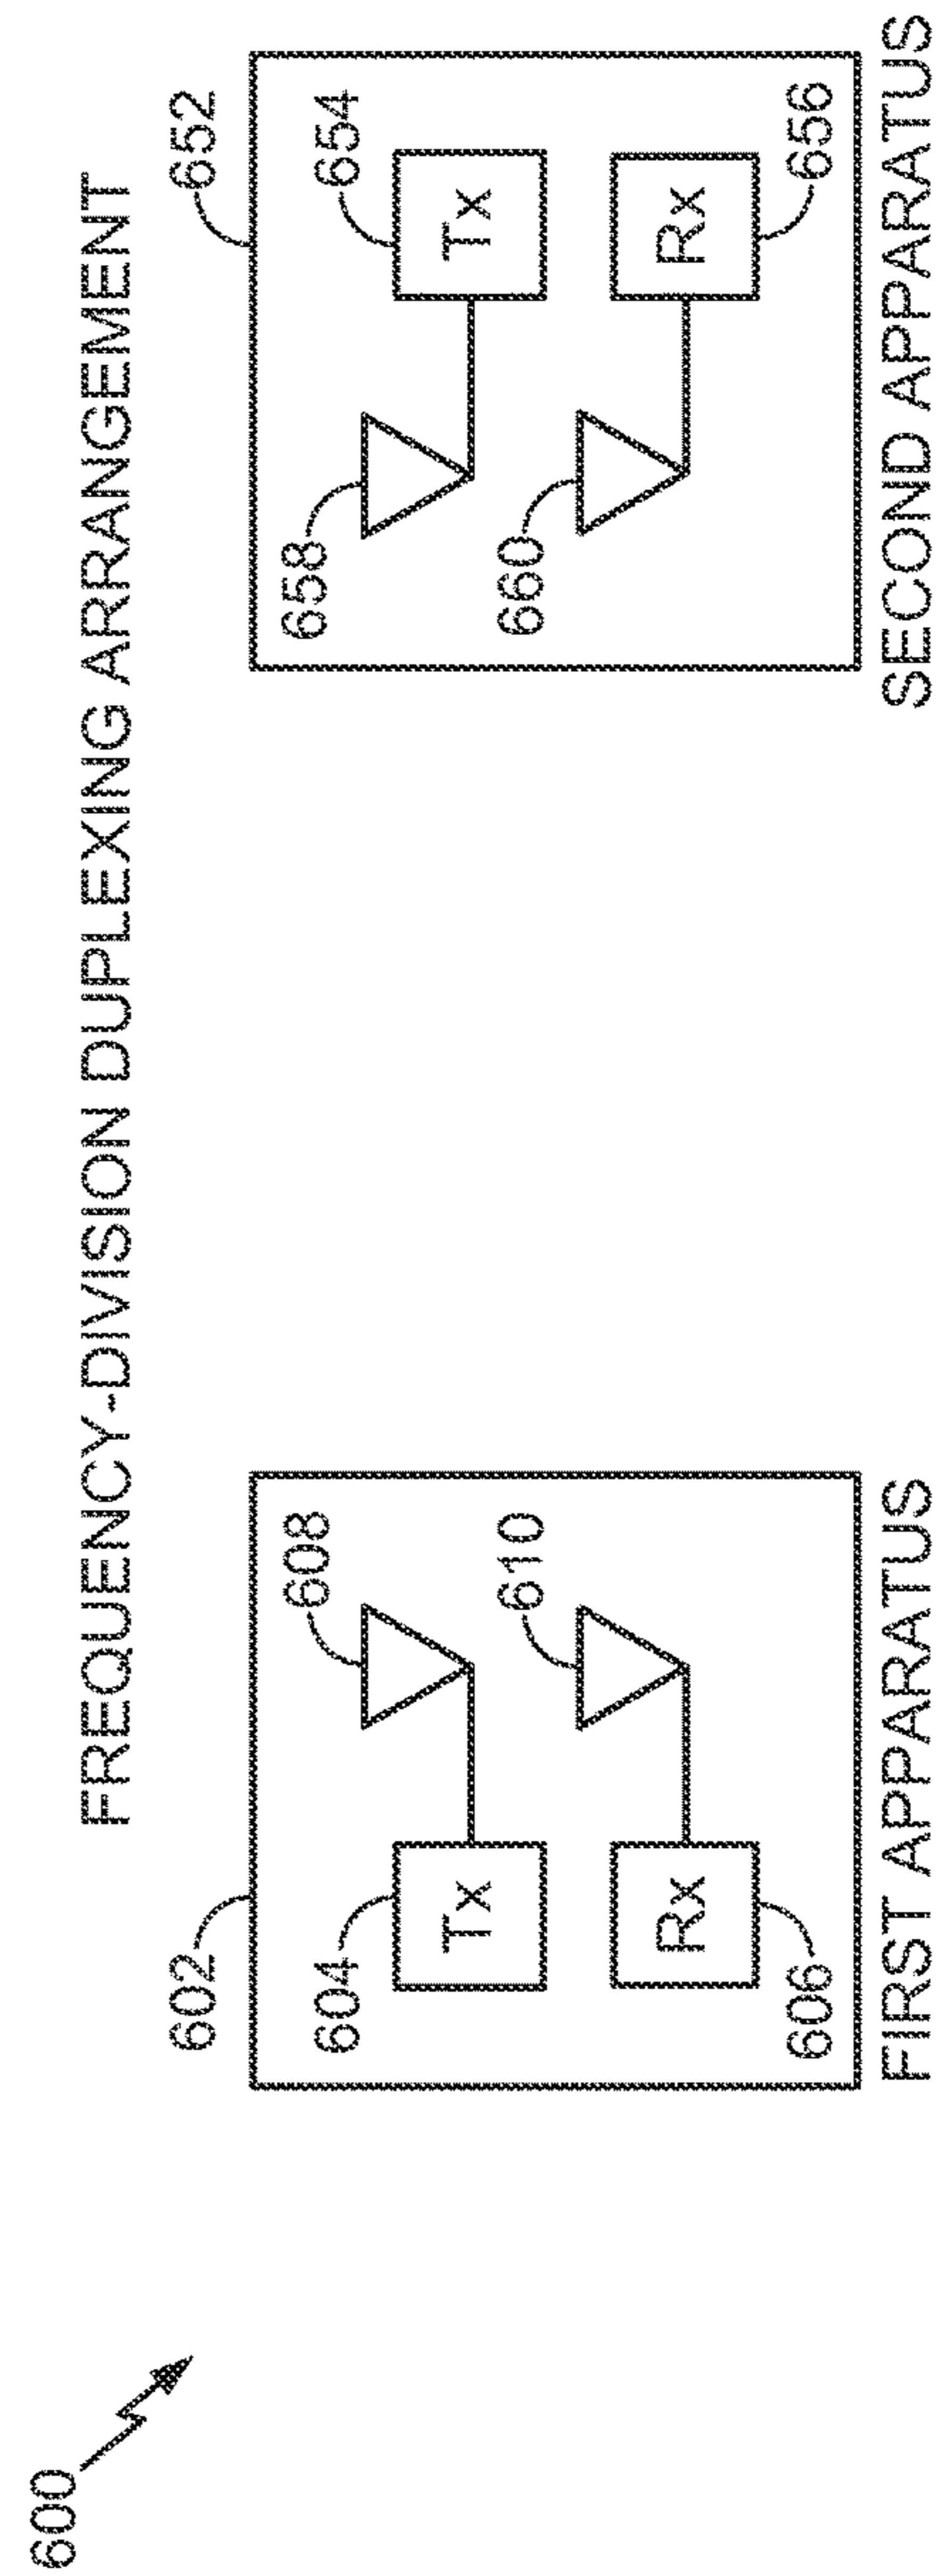 600
FREQUENCY-DIVISION DUPLEXING ARRANGEMENT
602
604
Tx
608
Rx
606
610
FIRST APPARATUS
652
658
Tx
654
660
Rx
656
SECOND APPARATUS